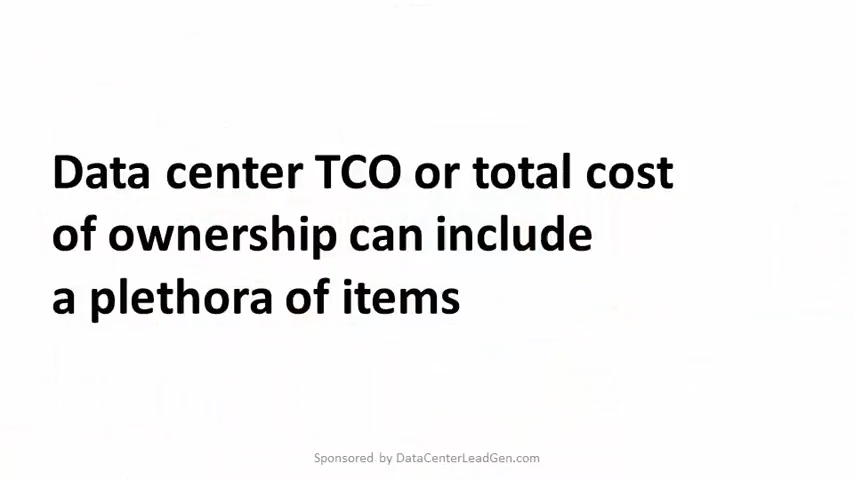 Data center TCO or total cost
of ownership can include
a plethora of items
Sponsored by DataCenterLeadGen.com